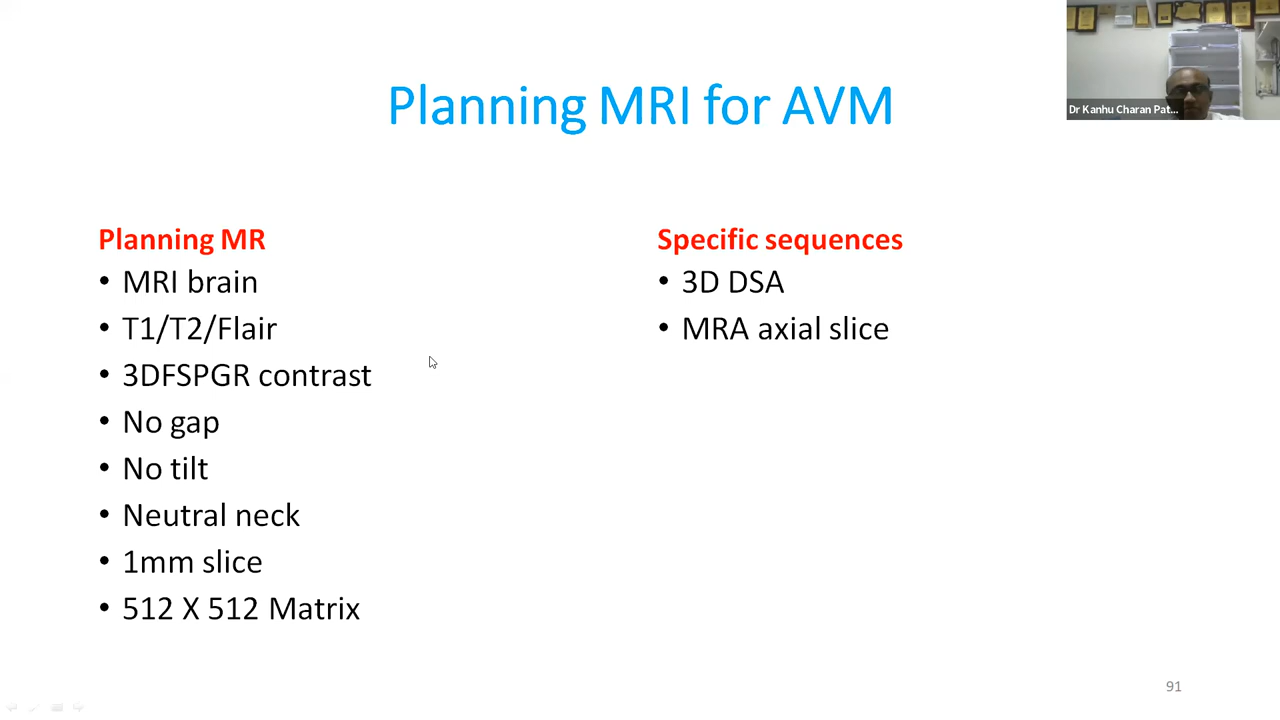 Planning MRI for AVM
Dr Kanhu Charan Pat...
Planning MR
• MRI brain
• T1/T2/Flair
• 3DFSPGR contrast
• No gap
• No tilt
• Neutral neck
• 1mm slice
• 512 X 512 Matrix
Specific sequences
• 3D DSA
• MRA axial slice
91